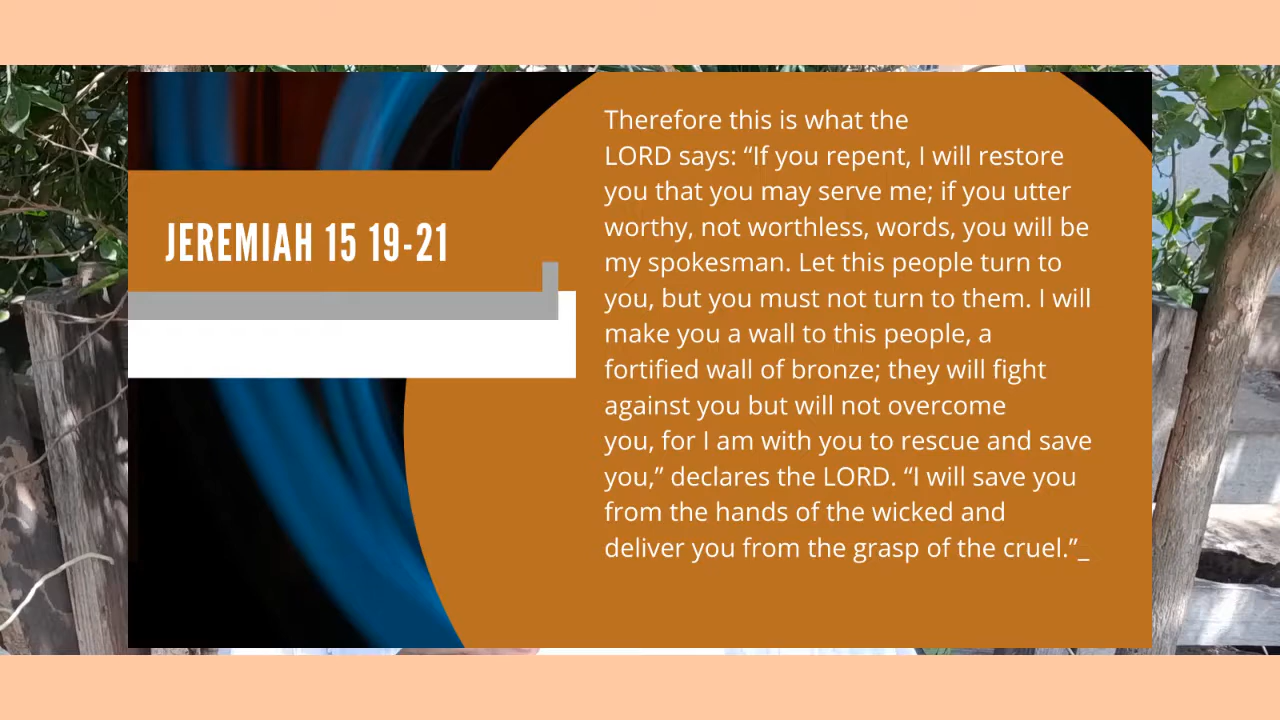 JEREMIAH 15 19-21
Therefore this is what the
LORD says: “If you repent, I will restore
you that you may serve me; if you utter
worthy, not worthless, words, you will be
my spokesman. Let this people turn to
you, but you must not turn to them. I will
make you a wall to this people, a
fortified wall of bronze; they will fight
against you but will not overcome
you, for I am with you to rescue and save
you,” declares the LORD. “I will save you
from the hands of the wicked and
deliver you from the grasp of the cruel.”_